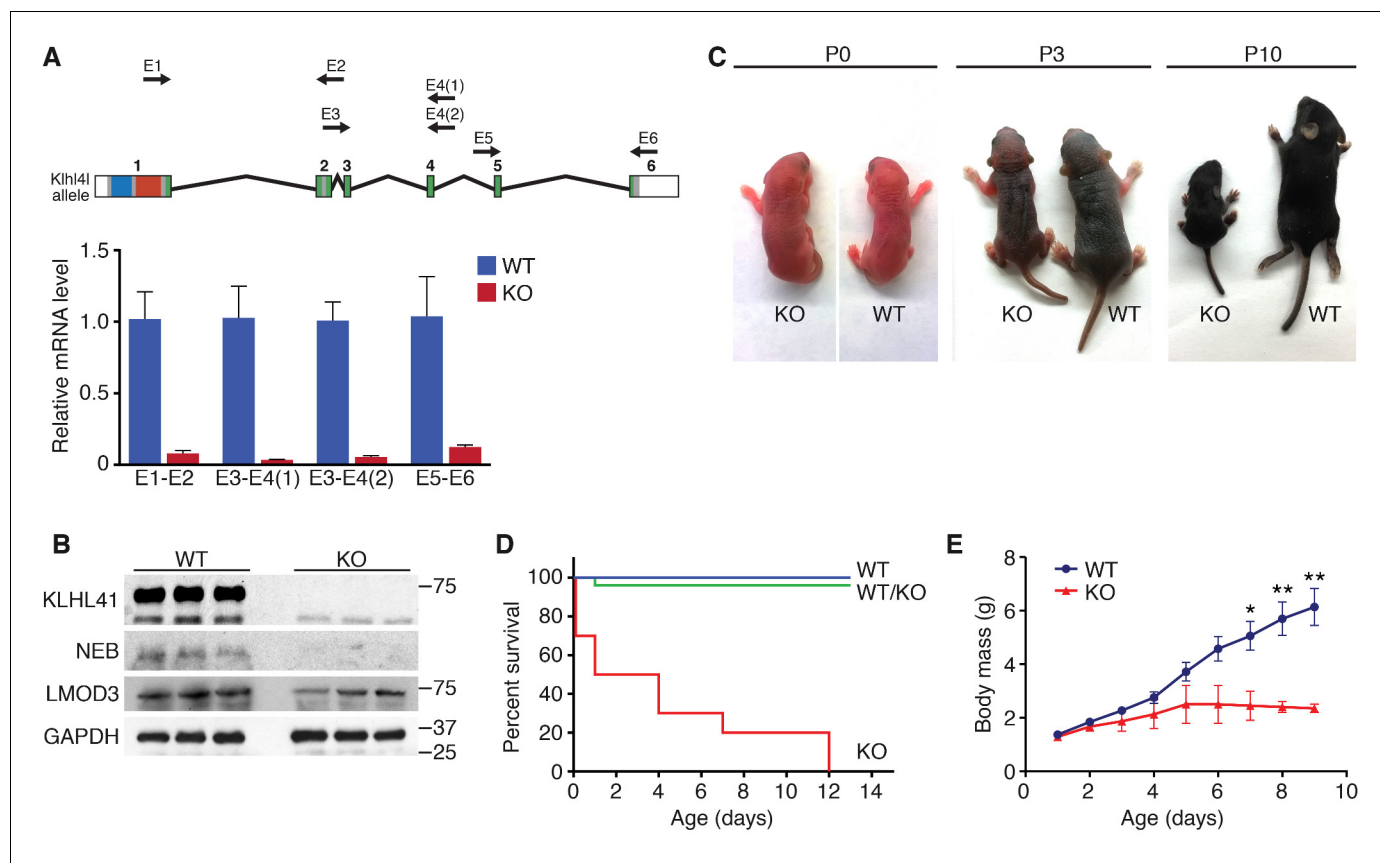 A
E1
E2
E4(1)
E3
E4(2)
E5
E6
1
2
3
4
5
6
Klhl4l
allele
1.5
1.0
0.5
0
Relative mRNA level
WT
KO
E1-E2
E3-E4(1)
E3-E4(2)
E5-E6
B
WT
KO
KLHL41
–75
NEB
LMOD3
–75
GAPDH
–37
–25
C
P0
P3
P10
KO
WT
KO
WT
KO
WT
D
100
80
60
40
20
0
Percent survival
WT
WT/KO
KO
0 2 4 6 8 10 12 14
Age (days)
E
8
6
4
2
0
Body mass (g)
WT
KO
*
**
**
0 2 4 6 8 10
Age (days)